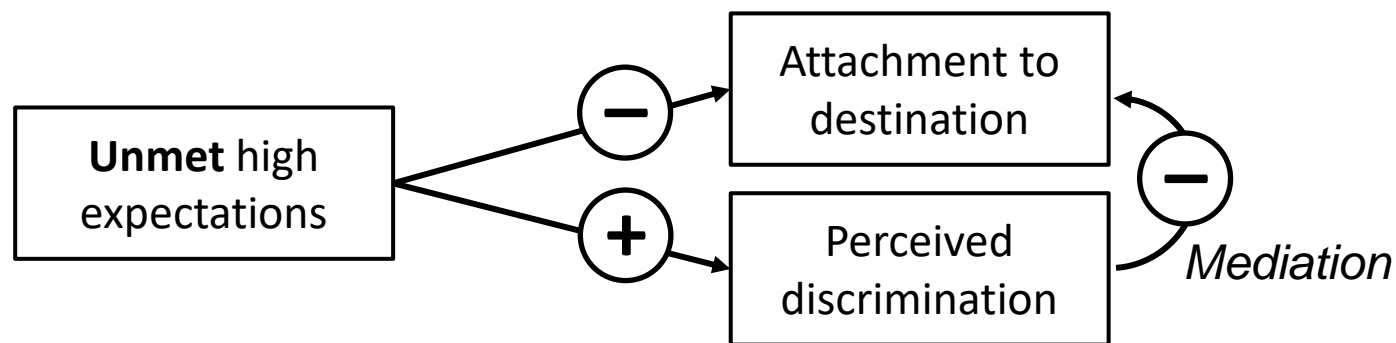 Unmet high
expectations
−
Attachment to
destination
+
Perceived
discrimination
−
Mediation